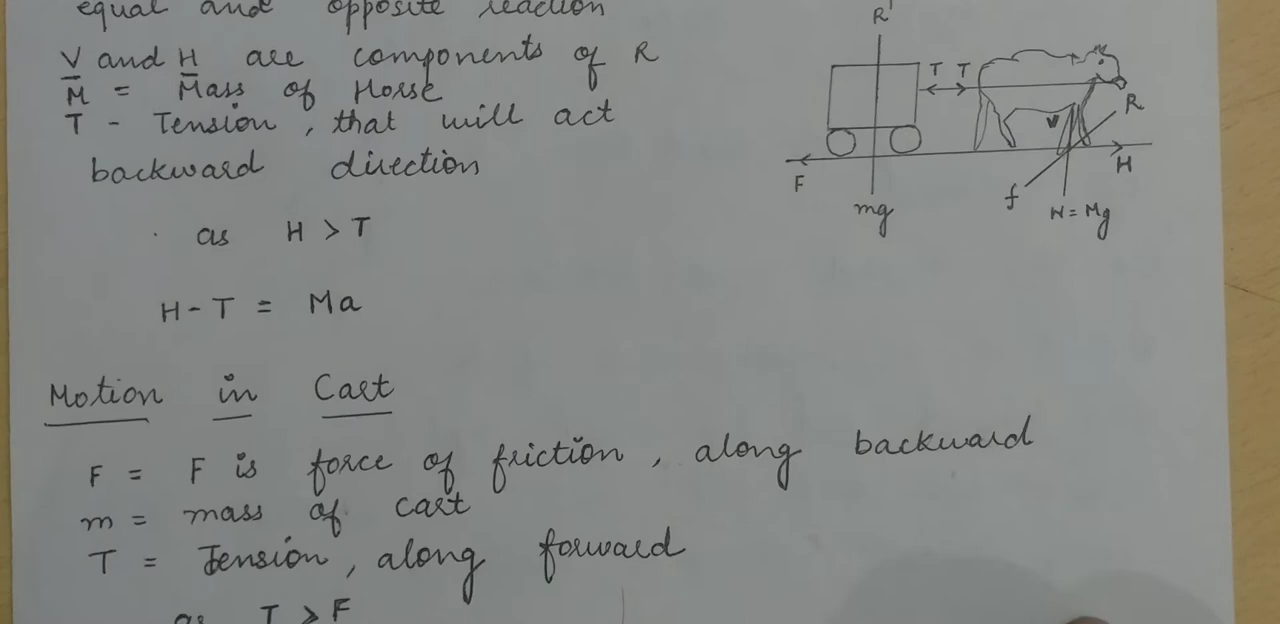 equal and opposite reaction
V and H are components of R
M = Mass of Horse
T - Tension, that will act
backward direction
as H > T
H - T = Ma
Motion in Cart
F = F is force of friction, along backward
m = mass of cart
T = Tension, along forward
as T > F
R'
T T
R
V
F
H
f
mg
W = Mg